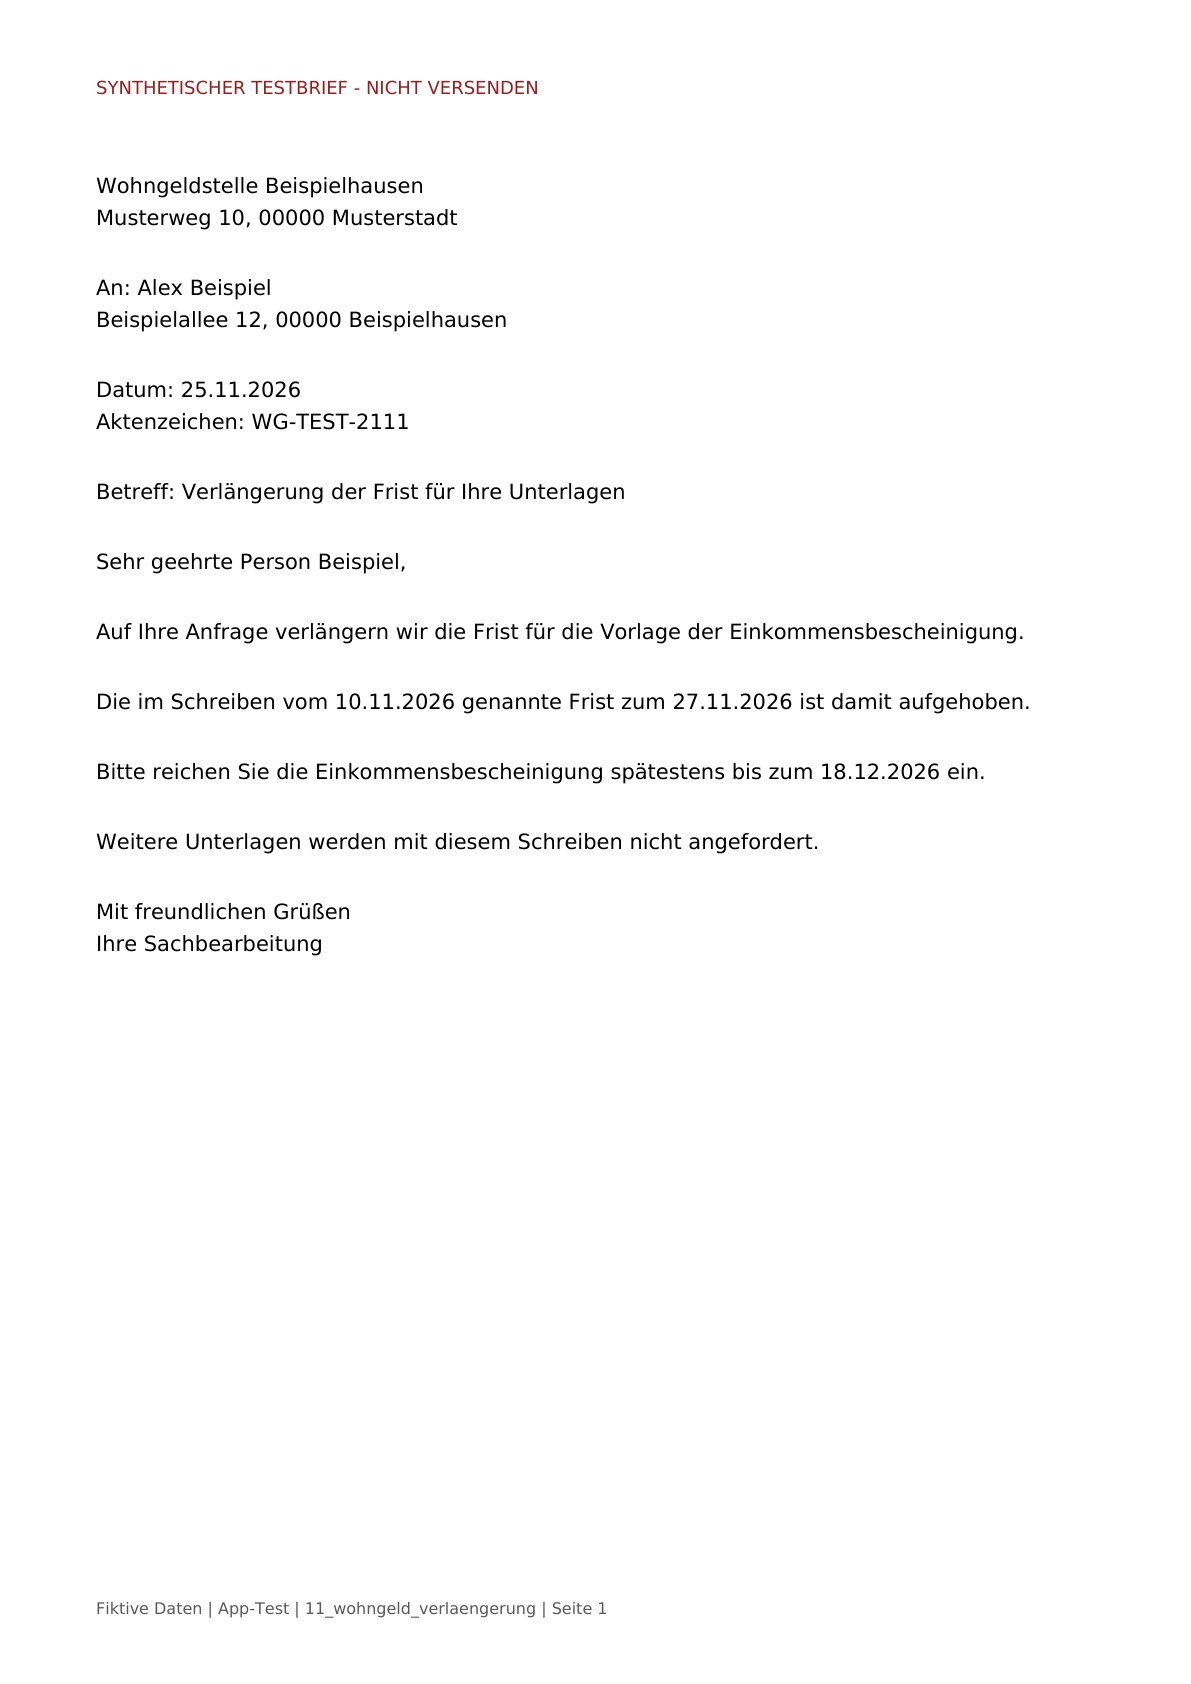 SYNTHETISCHER TESTBRIEF - NICHT VERSENDEN
Wohngeldstelle Beispielhausen
Musterweg 10, 00000 Musterstadt
An: Alex Beispiel
Beispielallee 12, 00000 Beispielhausen
Datum: 25.11.2026
Aktenzeichen: WG-TEST-2111
Betreff: Verlängerung der Frist für Ihre Unterlagen
Sehr geehrte Person Beispiel,
Auf Ihre Anfrage verlängern wir die Frist für die Vorlage der Einkommensbescheinigung.
Die im Schreiben vom 10.11.2026 genannte Frist zum 27.11.2026 ist damit aufgehoben.
Bitte reichen Sie die Einkommensbescheinigung spätestens bis zum 18.12.2026 ein.
Weitere Unterlagen werden mit diesem Schreiben nicht angefordert.
Mit freundlichen Grüßen
Ihre Sachbearbeitung
Fiktive Daten | App-Test | 11_wohngeld_verlaengerung | Seite 1